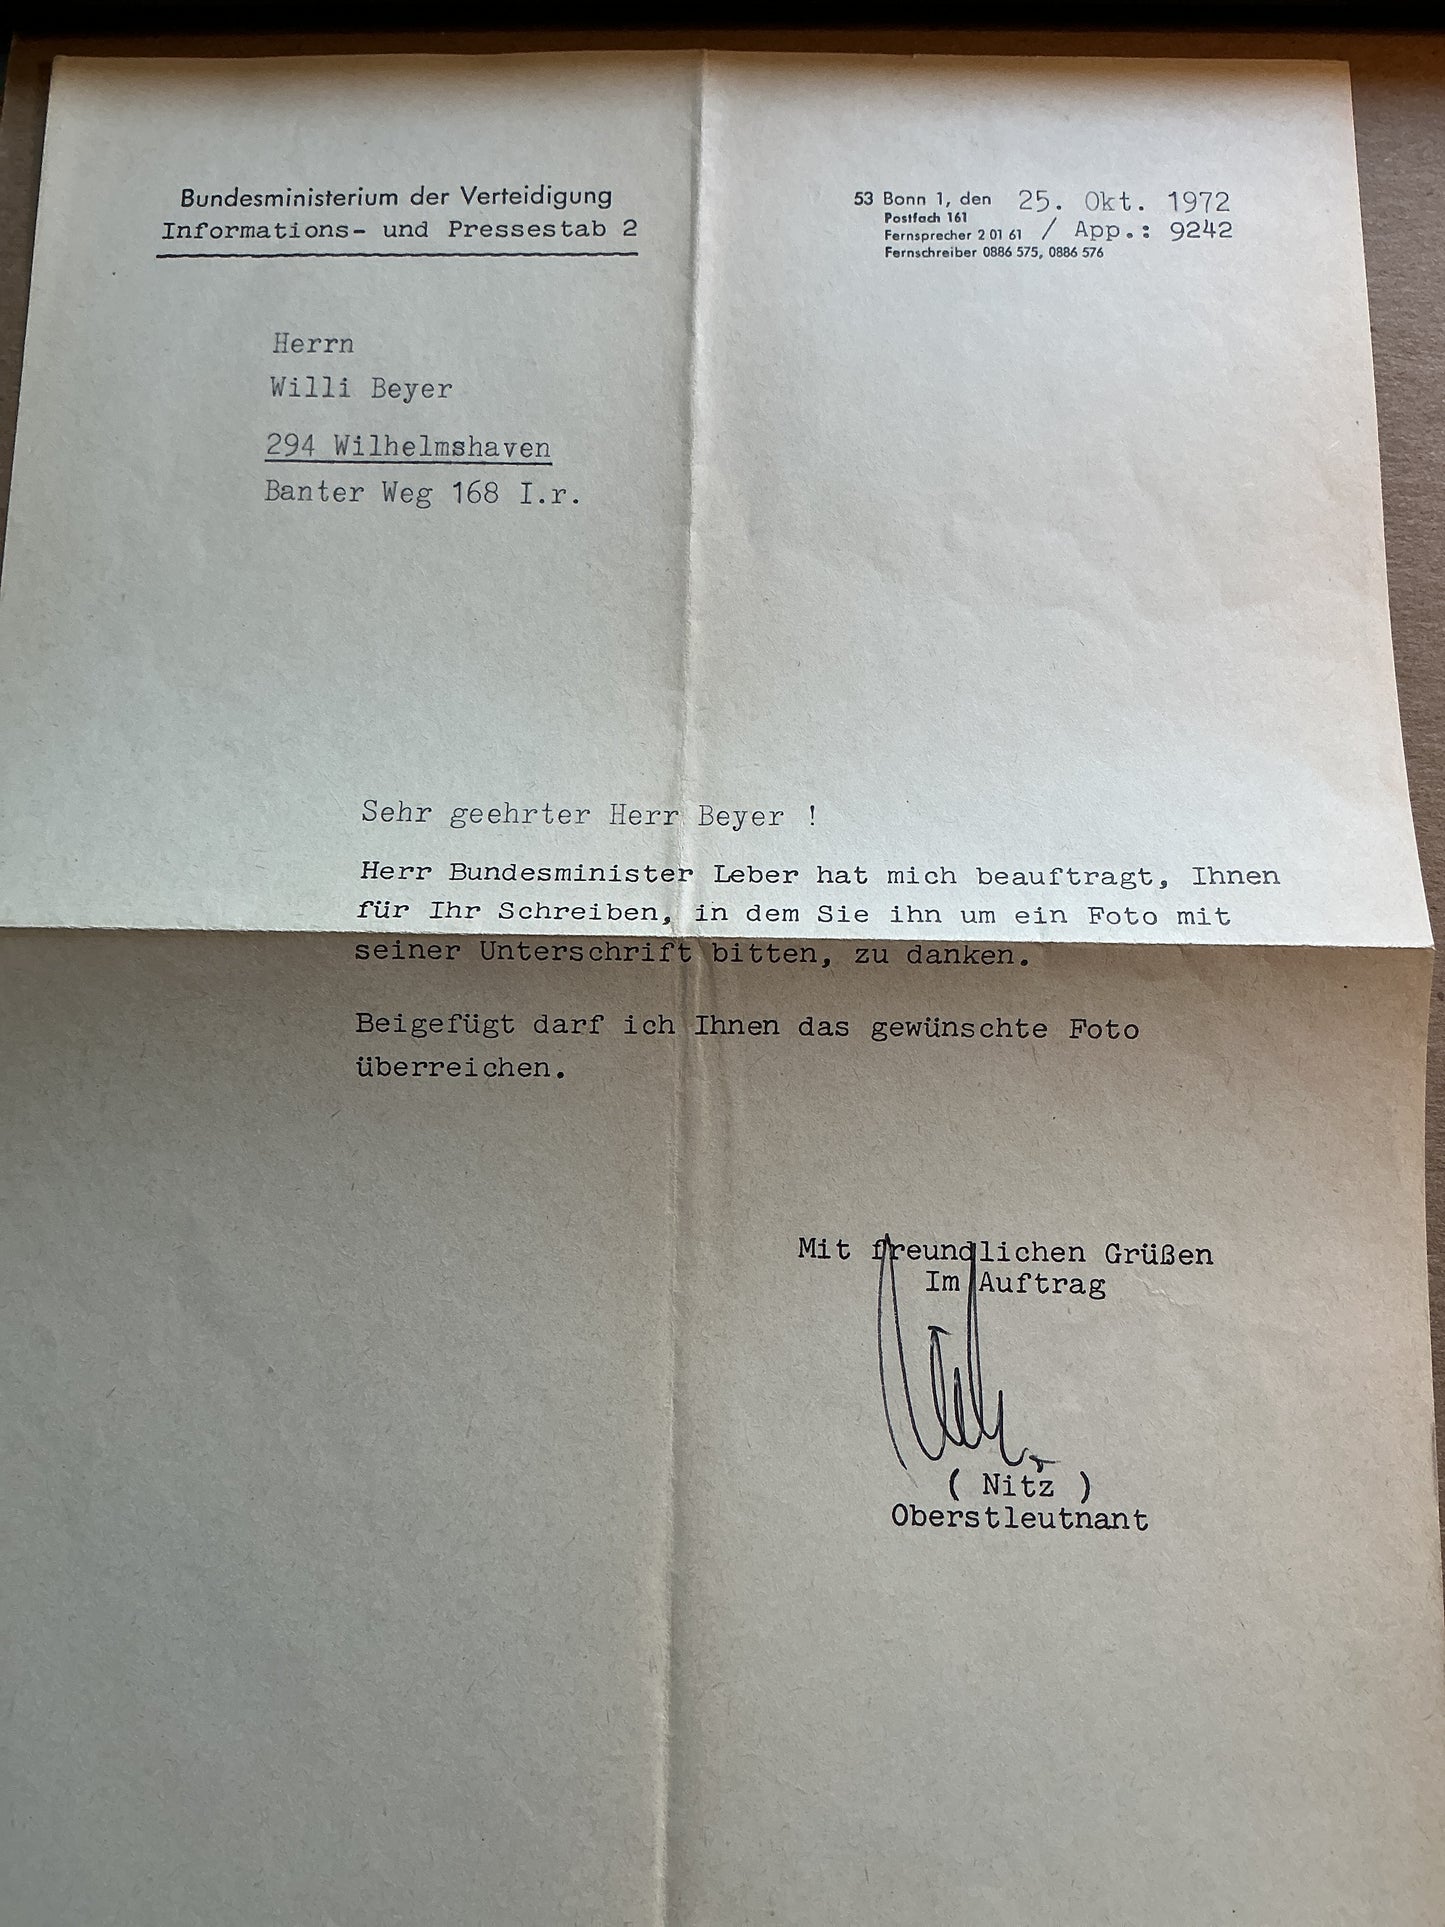 Bundesministerium der Verteidigung
Informations- und Pressestab 2
53 Bonn 1, den 25. Okt. 1972
Postfach 161
Fernsprecher 2 01 61 / App.: 9242
Fernschreiber 0886 575, 0886 576
Herrn
Willi Beyer
294 Wilhelmshaven
Banter Weg 168 I.r.
Sehr geehrter Herr Beyer !
Herr Bundesminister Leber hat mich beauftragt, Ihnen
für Ihr Schreiben, in dem Sie ihn um ein Foto mit
seiner Unterschrift bitten, zu danken.
Beigefügt darf ich Ihnen das gewünschte Foto
überreichen.
Mit freundlichen Grüßen
Im Auftrag
( Nitz )
Oberstleutnant